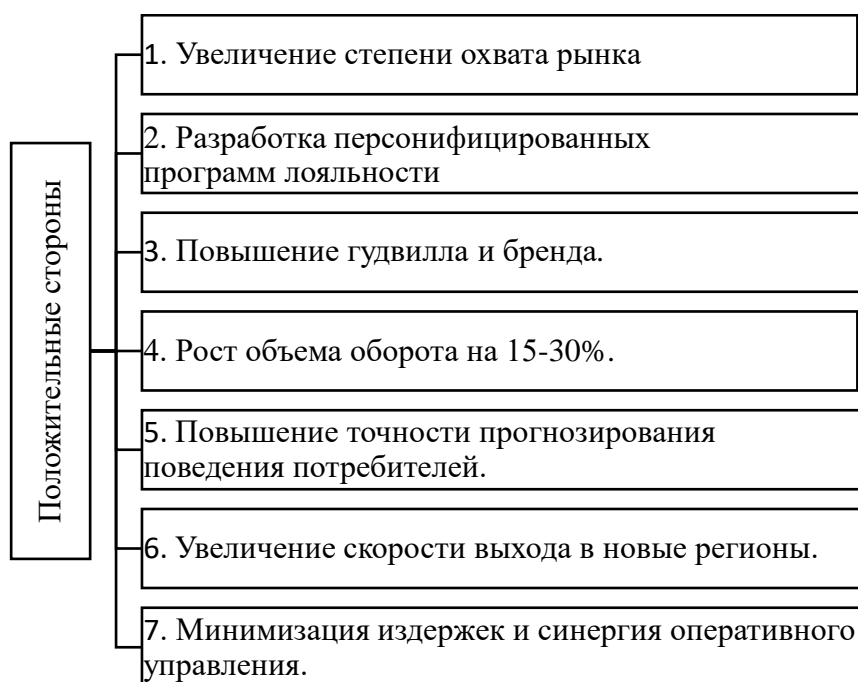 Положительные стороны
1. Увеличение степени охвата рынка
2. Разработка персонифицированных
программ лояльности
3. Повышение гудвилла и бренда.
4. Рост объема оборота на 15-30%.
5. Повышение точности прогнозирования
поведения потребителей.
6. Увеличение скорости выхода в новые регионы.
7. Минимизация издержек и синергия оперативного
управления.